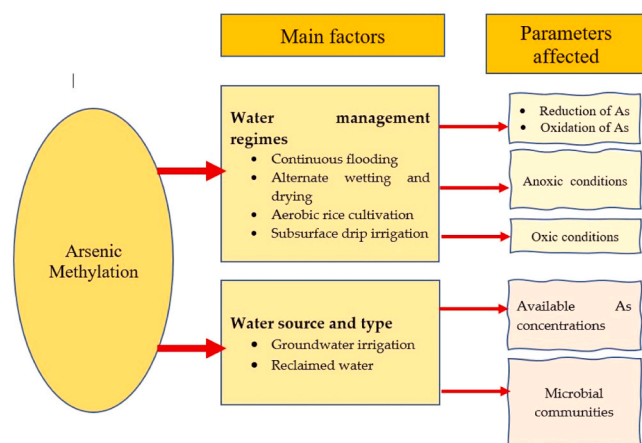 Main factors
Parameters
affected
Arsenic
Methylation
Water management
regimes
• Continuous flooding
• Alternate wetting and
drying
• Aerobic rice cultivation
• Subsurface drip irrigation
• Reduction of As
• Oxidation of As
Anoxic conditions
Oxic conditions
Water source and type
• Groundwater irrigation
• Reclaimed water
Available As
concentrations
Microbial
communities